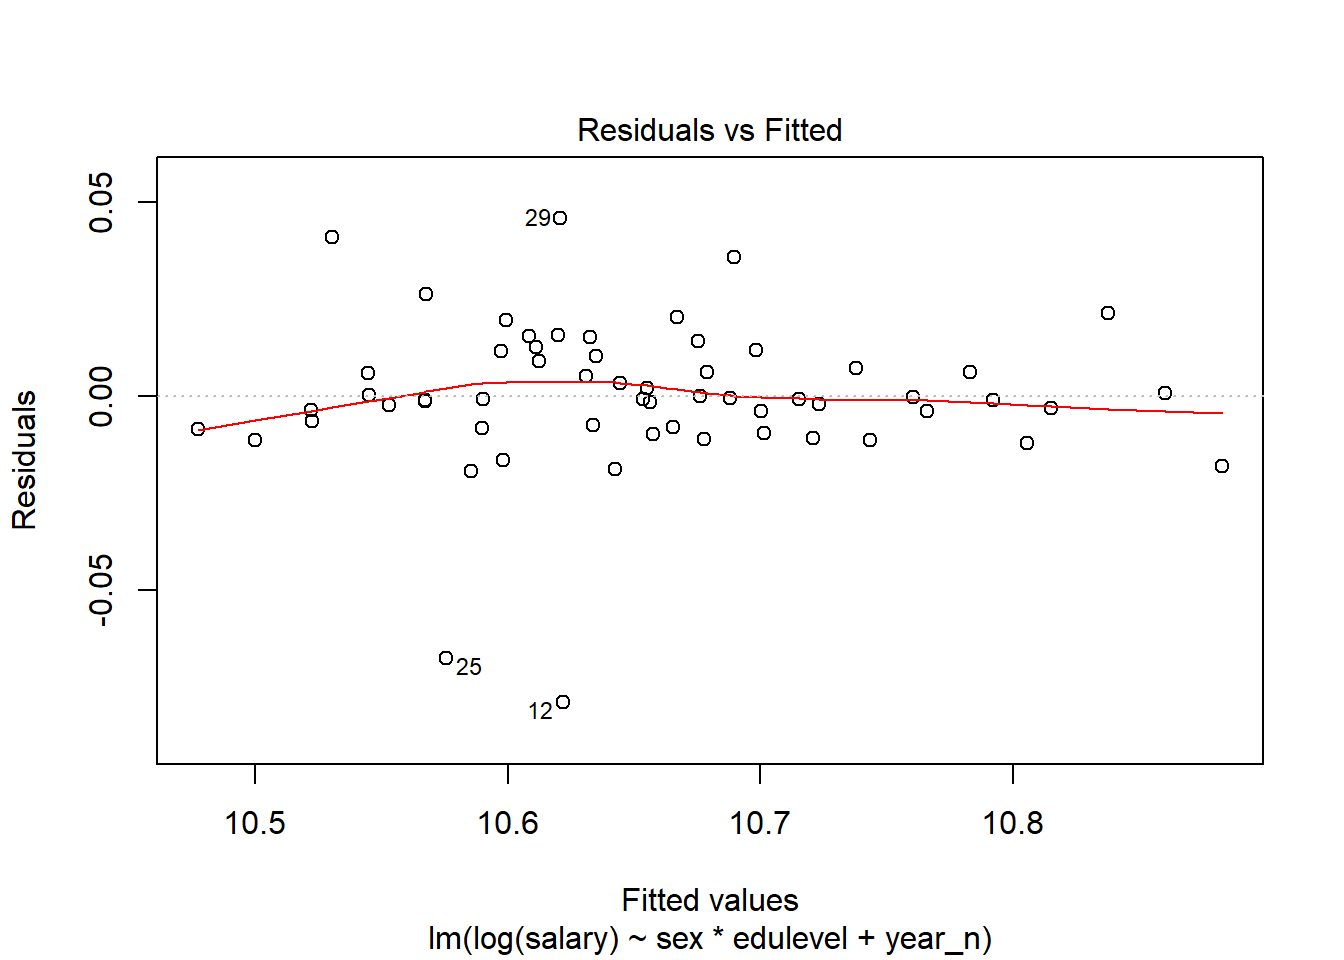 Residuals vs Fitted
0.05
0.00
-0.05
Residuals
29
25
12
10.5 10.6 10.7 10.8
Fitted values
lm(log(salary) ~ sex * edulevel + year_n)